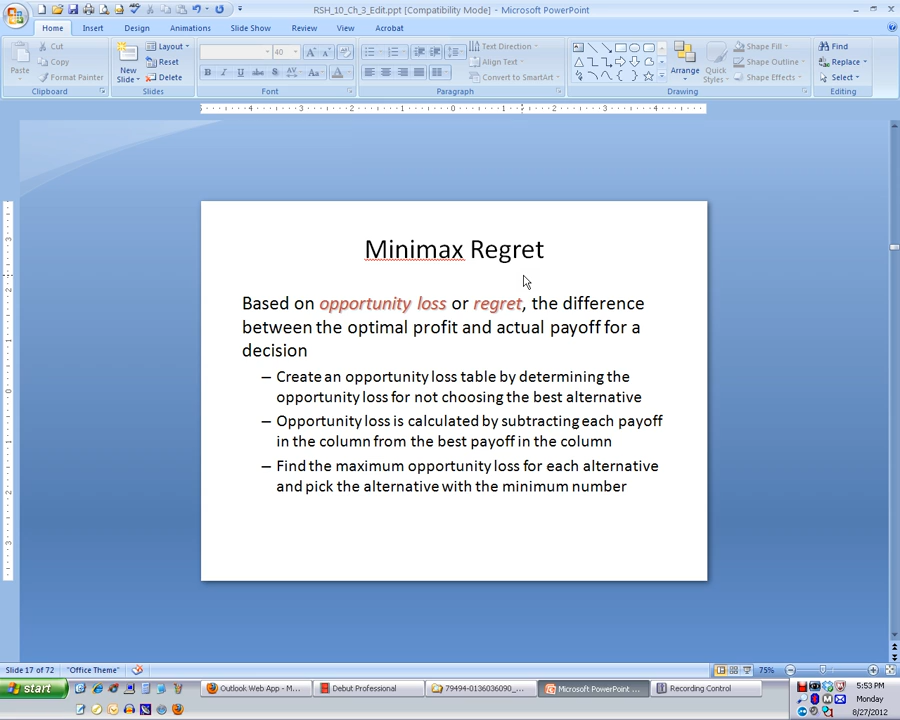 RSH_10_Ch_3_Edit.ppt [Compatibility Mode] - Microsoft PowerPoint
Home Insert Design Animations Slide Show Review View Acrobat
Paste
Cut
Copy
Format Painter
Clipboard
New Slide
Layout
Reset
Delete
Slides
40
B I U abc S AV Aa A
Font
Paragraph
Text Direction
Align Text
Convert to SmartArt
Arrange
Quick Styles
Shape Fill
Shape Outline
Shape Effects
Drawing
Find
Replace
Select
Editing
Minimax Regret
Based on opportunity loss or regret, the difference
between the optimal profit and actual payoff for a
decision
– Create an opportunity loss table by determining the
opportunity loss for not choosing the best alternative
– Opportunity loss is calculated by subtracting each payoff
in the column from the best payoff in the column
– Find the maximum opportunity loss for each alternative
and pick the alternative with the minimum number
Slide 17 of 72 "Office Theme" 75%
start Outlook Web App - M... Debut Professional 79494-0136036090_... Microsoft PowerPoint ... Recording Control
5:53 PM
Monday
8/27/2012